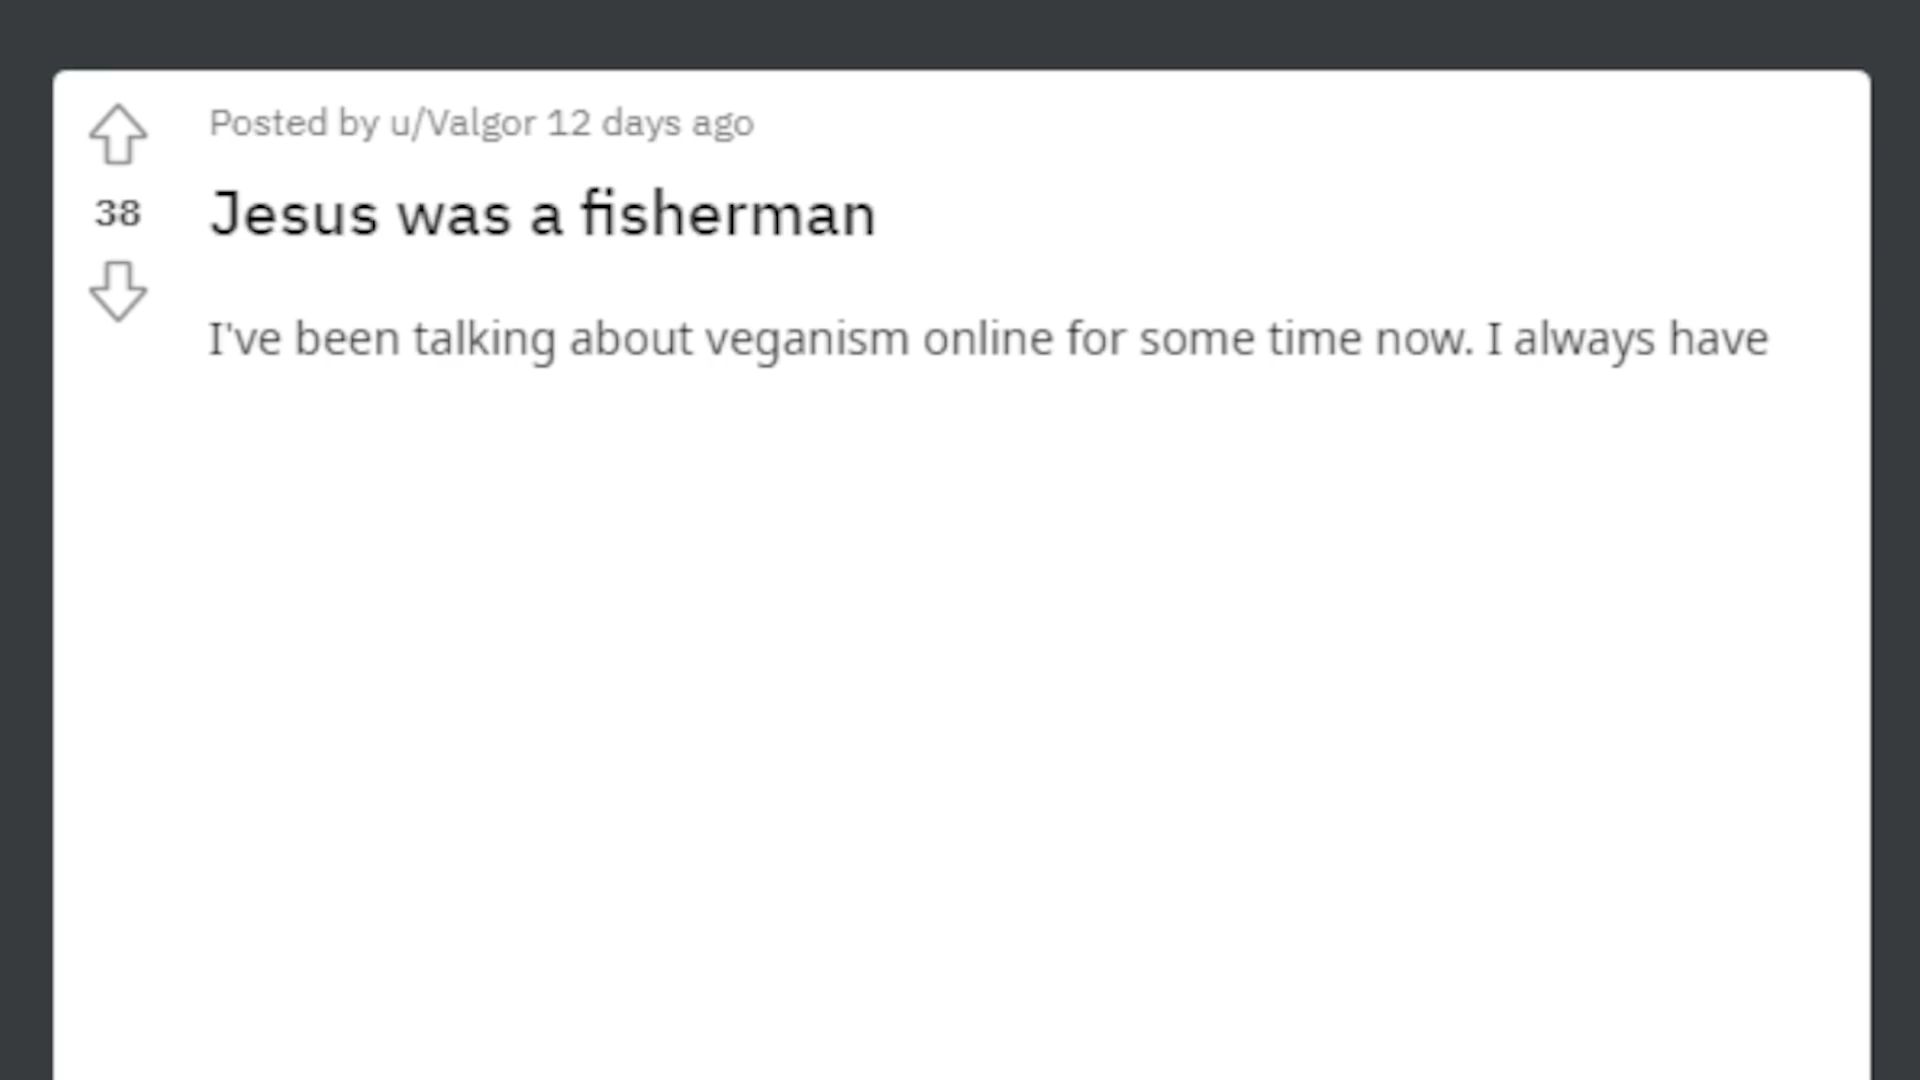 Posted by u/Valgor 12 days ago
38
Jesus was a fisherman
I've been talking about veganism online for some time now. I always have